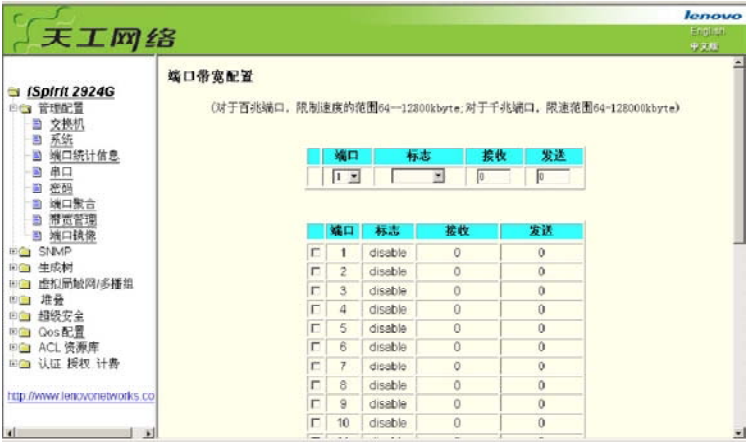 lenovo
天工网络
English
中文版
iSpirit 2924G
管理配置
交换机
系统
端口统计信息
串口
密码
端口聚合
带宽管理
端口镜像
SNMP
生成树
虚拟局域网/多播组
堆叠
超级安全
Qos配置
ACL 资源库
认证 授权 计费
http://www.lenovonetworks.co
端口带宽配置
(对于百兆端口，限制速度的范围64--12800kbyte;对于千兆端口，限速范围64-128000kbyte)
端口 标志 接收 发送
1 0 0
端口 标志 接收 发送
1 disable 0 0
2 disable 0 0
3 disable 0 0
4 disable 0 0
5 disable 0 0
6 disable 0 0
7 disable 0 0
8 disable 0 0
9 disable 0 0
10 disable 0 0